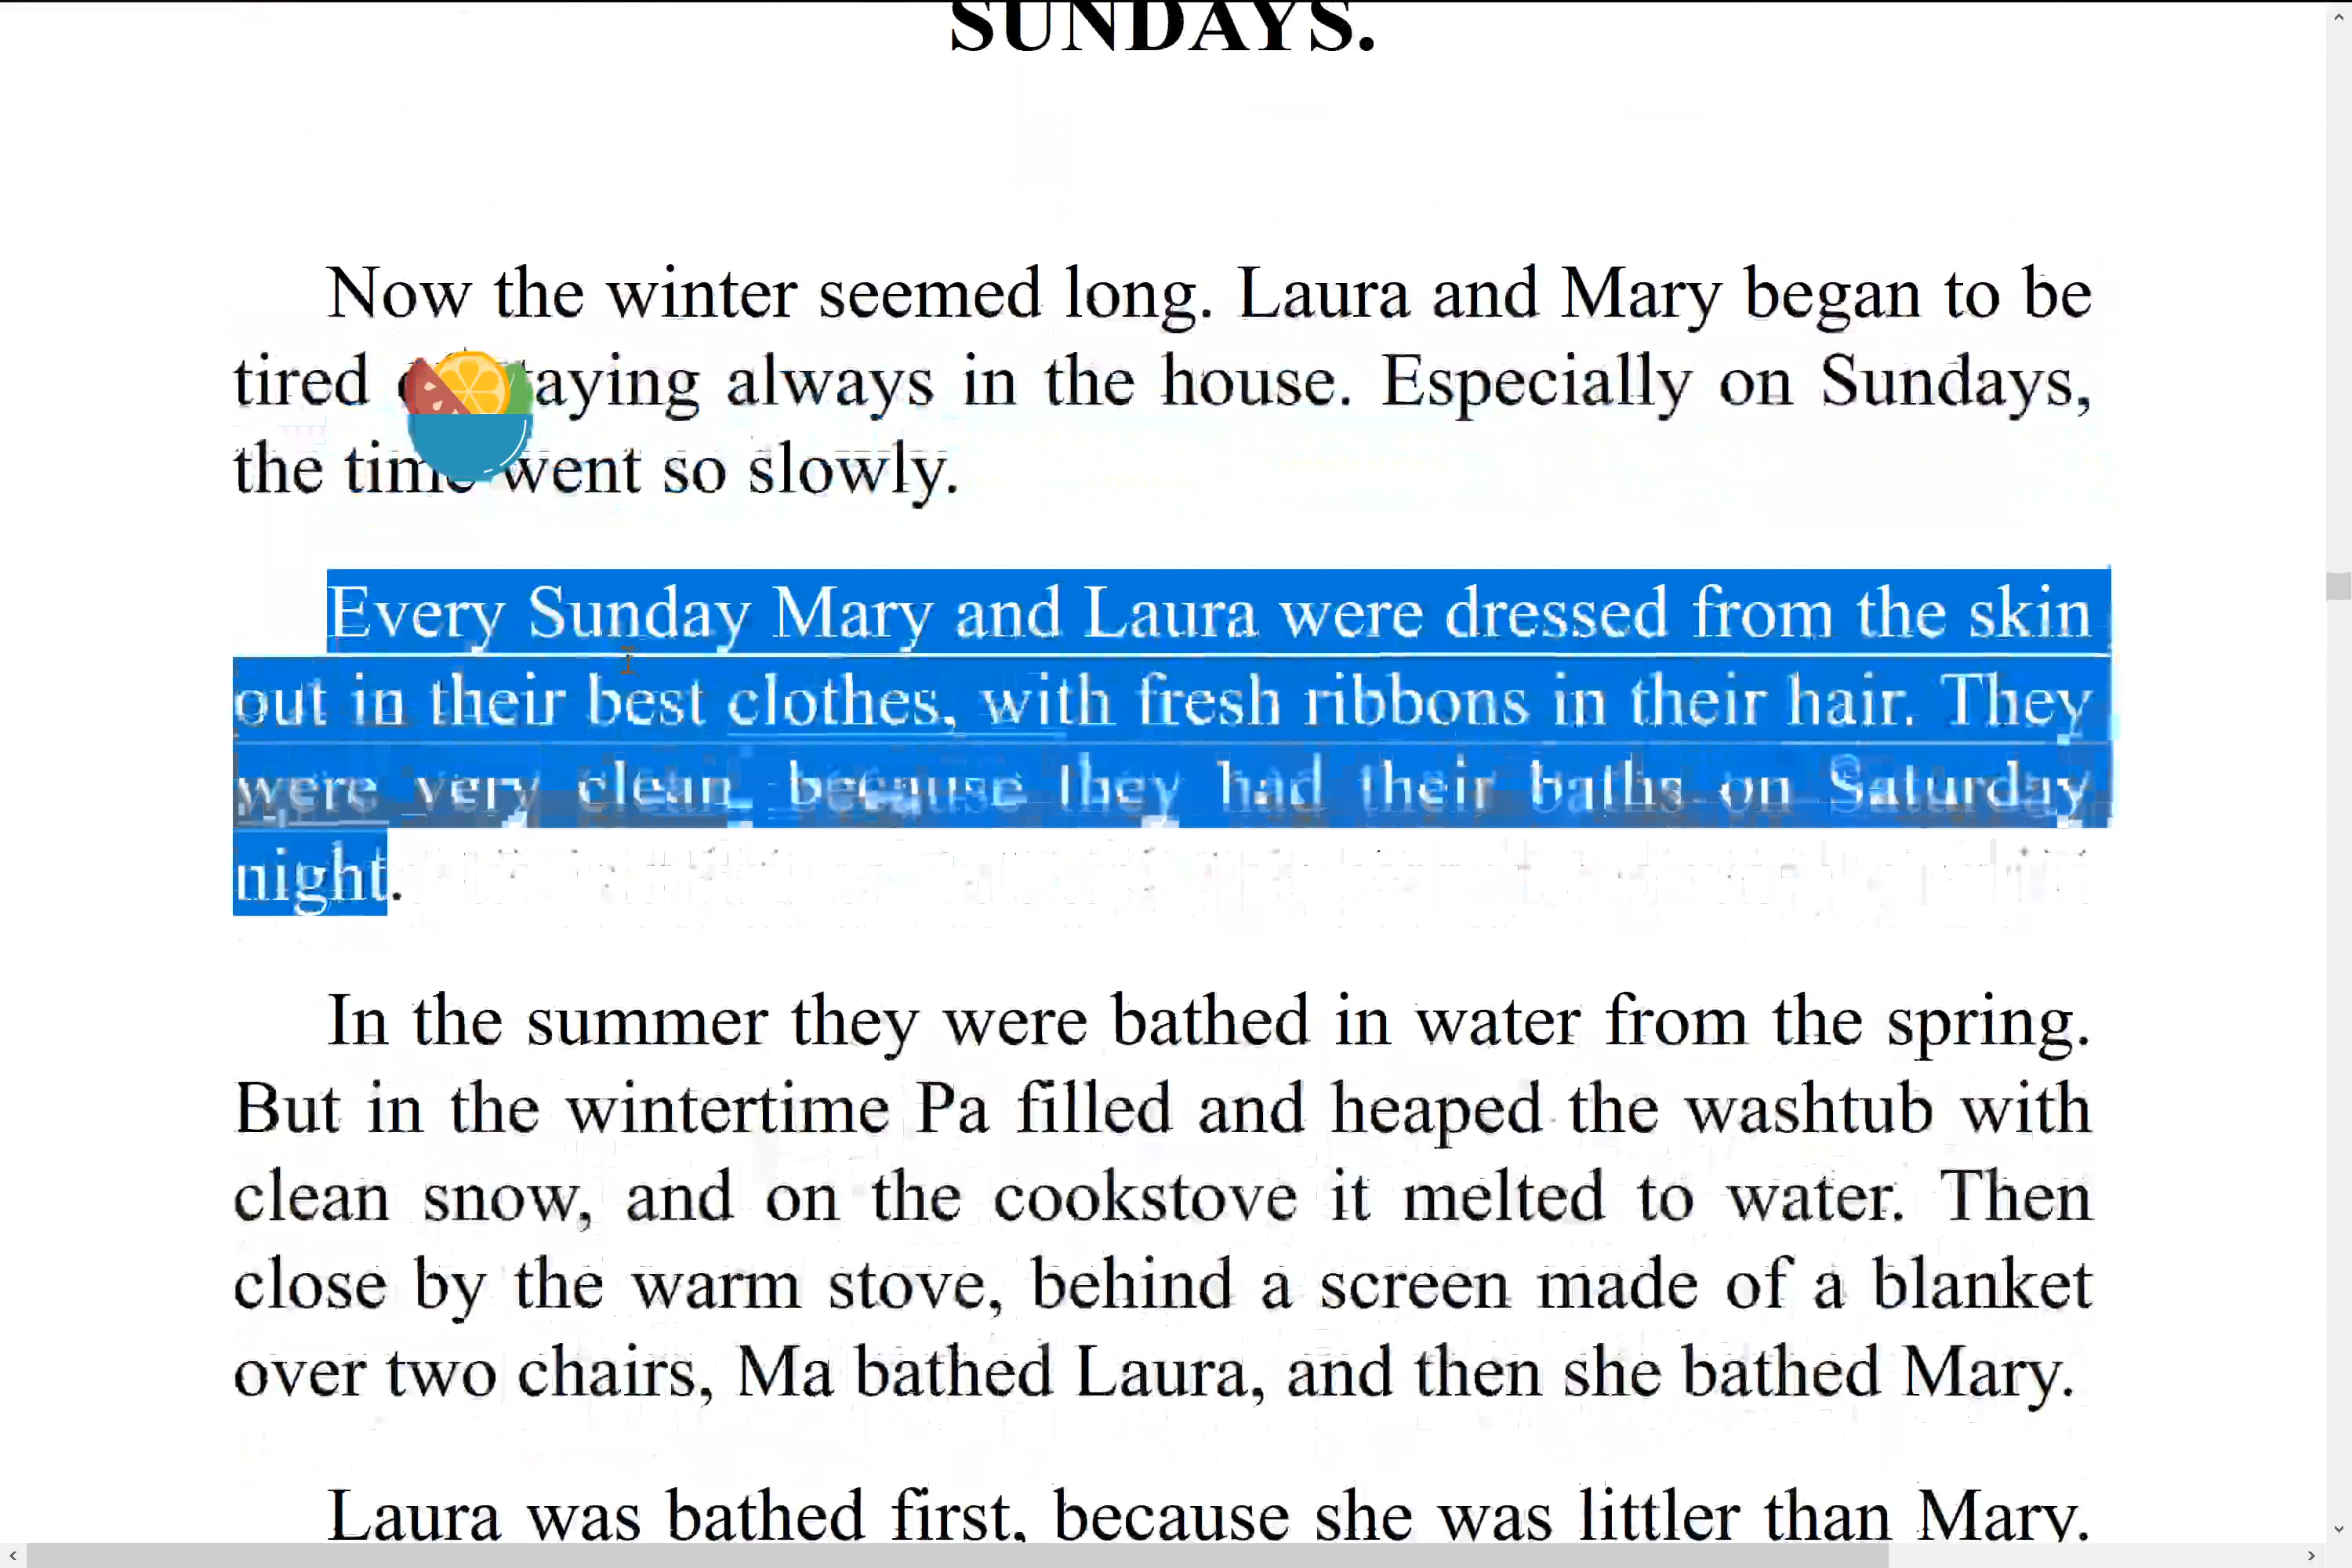 SUNDAYS.
Now the winter seemed long. Laura and Mary began to be
tired staying always in the house. Especially on Sundays,
the time went so slowly.
Every Sunday Mary and Laura were dressed from the skin
out in their best clothes, with fresh ribbons in their hair. They
were very clean, because they had their baths on Saturday
night.
In the summer they were bathed in water from the spring.
But in the wintertime Pa filled and heaped the washtub with
clean snow, and on the cookstove it melted to water. Then
close by the warm stove, behind a screen made of a blanket
over two chairs, Ma bathed Laura, and then she bathed Mary.
Laura was bathed first, because she was littler than Mary.